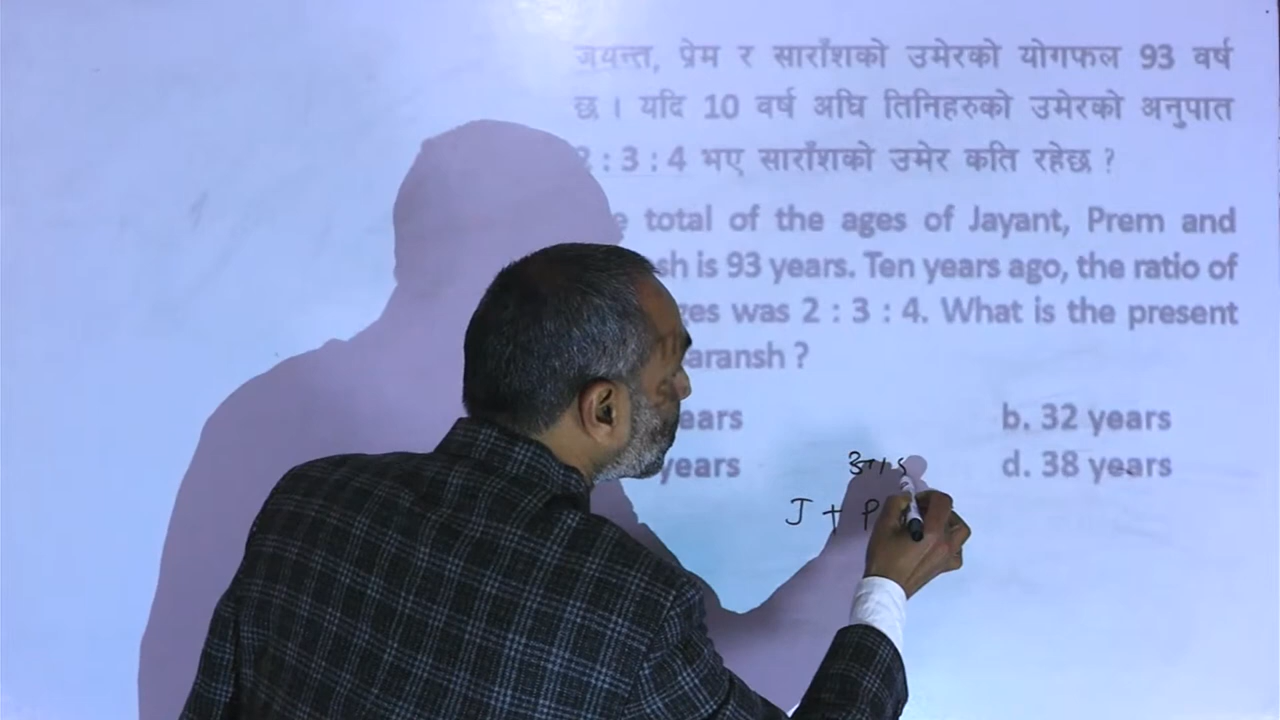 जयन्त, प्रेम र साराँशको उमेरको योगफल 93 वर्ष
छ । यदि 10 वर्ष अघि तिनिहरुको उमेरको अनुपात
2 : 3 : 4 भए साराँशको उमेर कति रहेछ ?
e total of the ages of Jayant, Prem and
sh is 93 years. Ten years ago, the ratio of
ges was 2 : 3 : 4. What is the present
aransh ?
ears b. 32 years
years d. 38 years
J + P